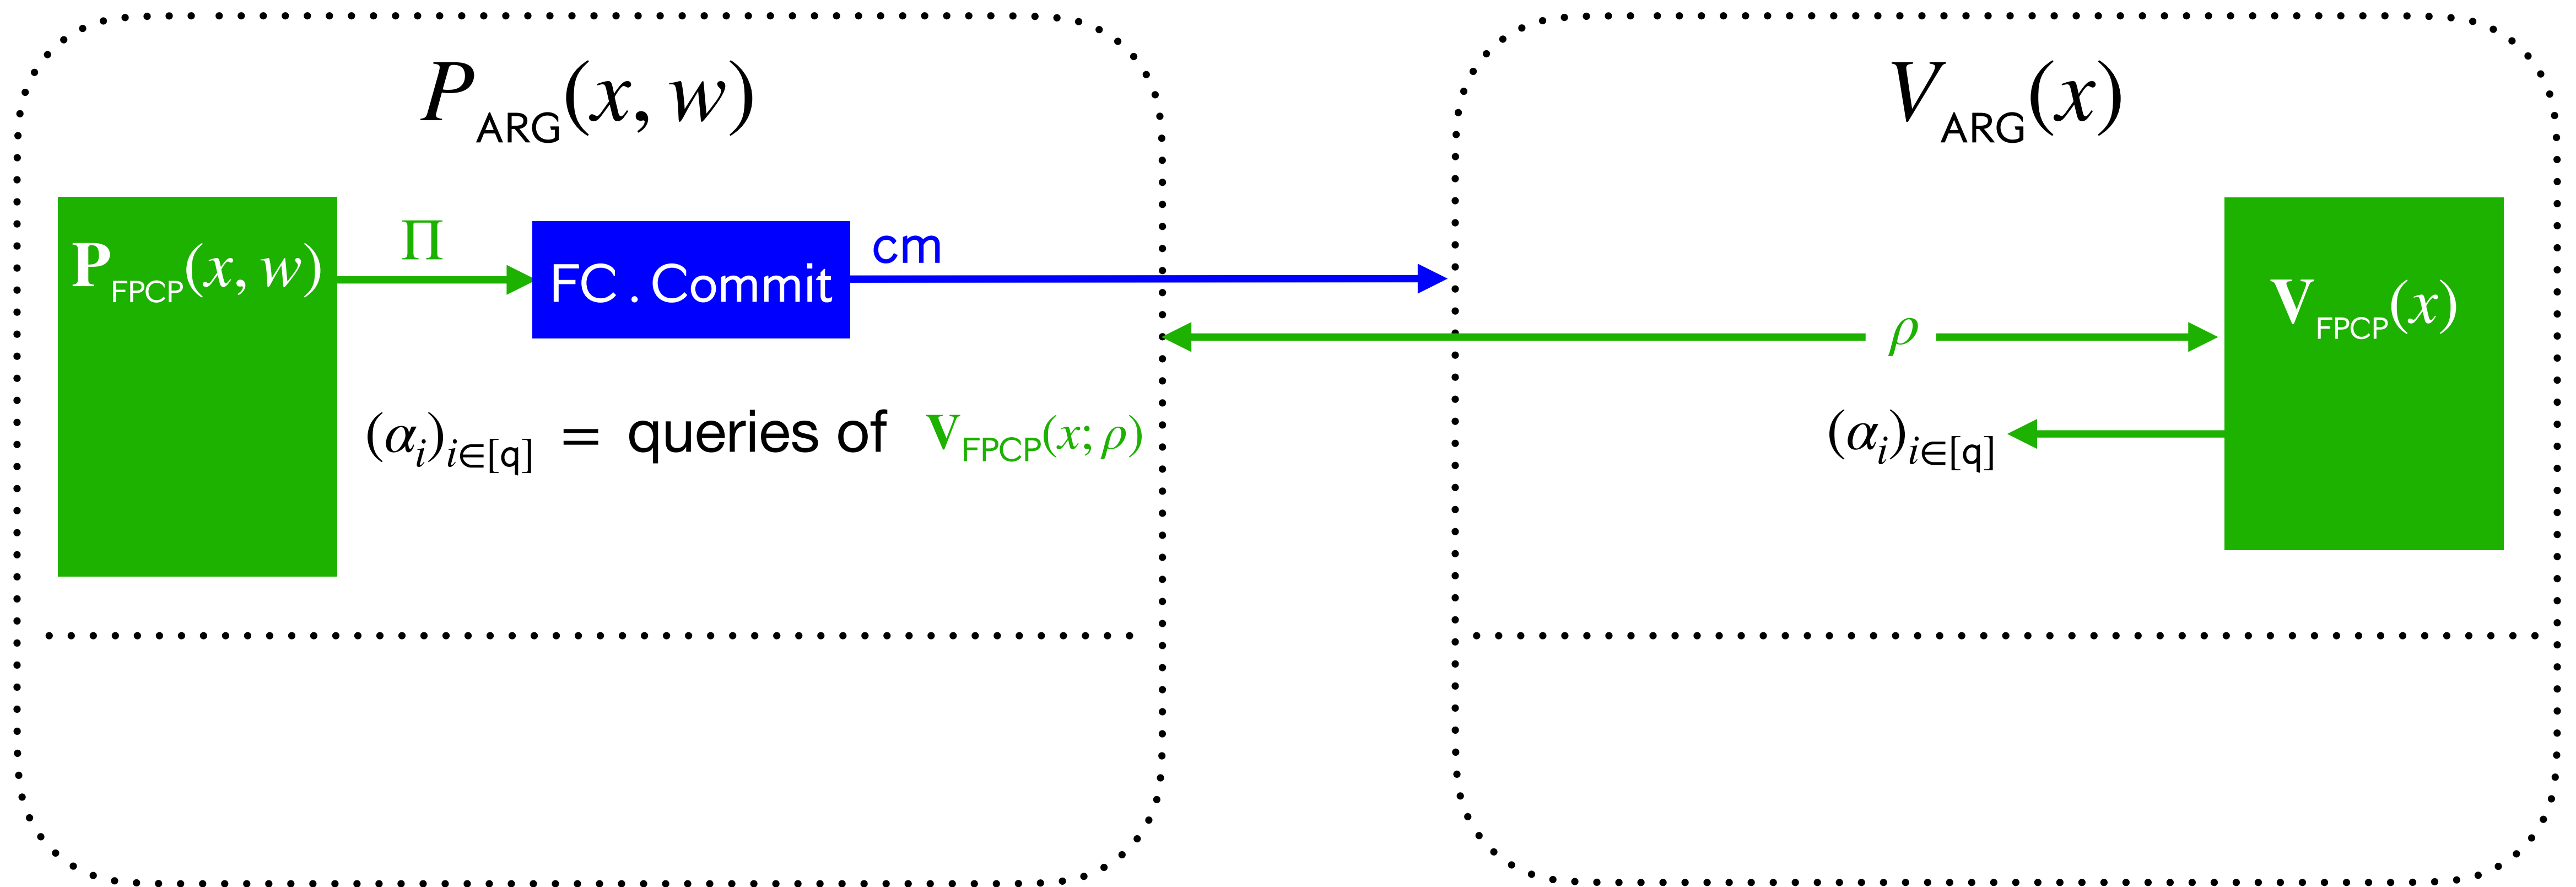 P_ARG(x, w)
V_ARG(x)
P_FPCP(x, w)
Π
FC.Commit
cm
ρ
V_FPCP(x)
(α_i)_{i∈[q]} = queries of V_FPCP(x; ρ)
(α_i)_{i∈[q]}